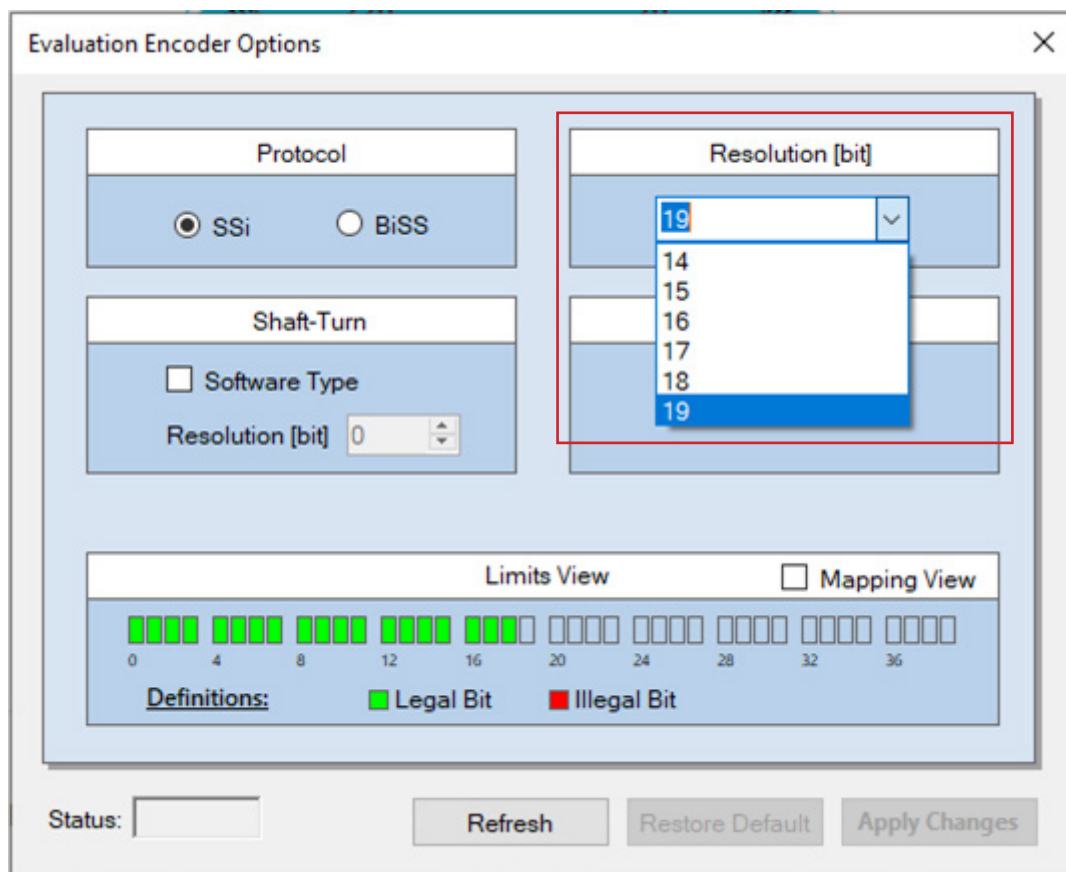 Evaluation Encoder Options
Protocol
SSi
BiSS
Resolution [bit]
19
14
15
16
17
18
19
Shaft-Turn
Software Type
Resolution [bit] 0
Limits View
Mapping View
0 4 8 12 16 20 24 28 32 36
Definitions: Legal Bit Illegal Bit
Status:
Refresh
Restore Default
Apply Changes